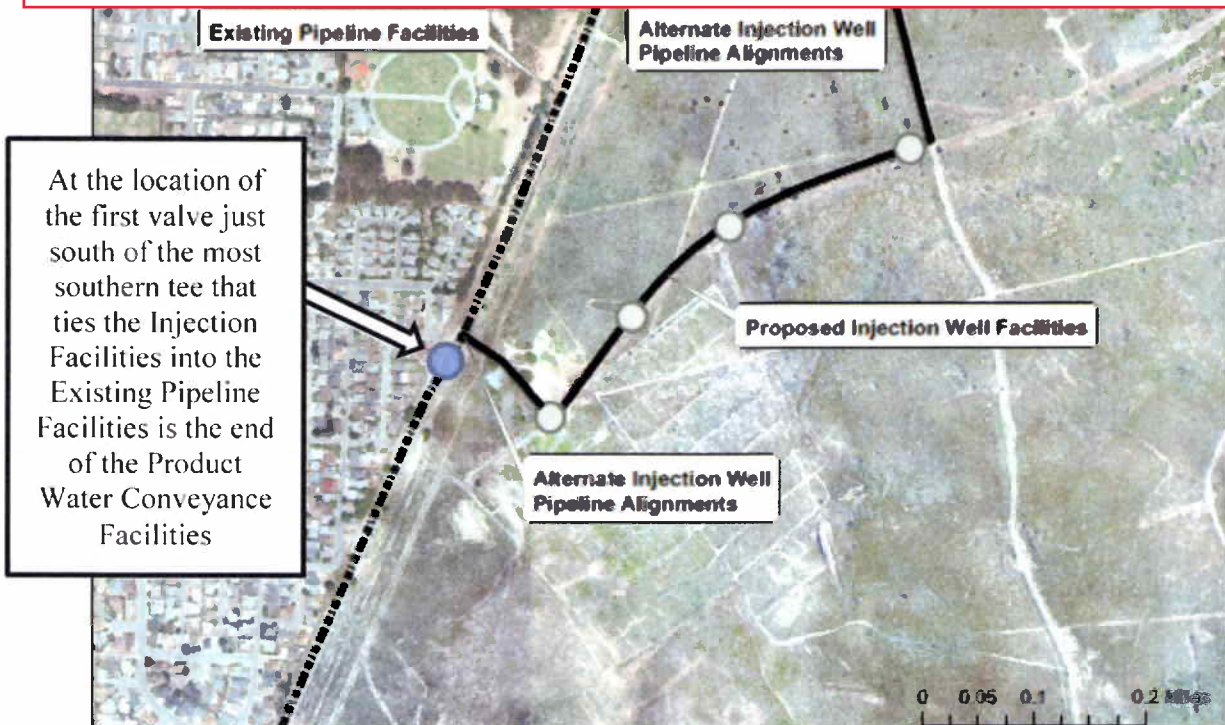 Existing Pipeline Facilities
Alternate Injection Well
Pipeline Alignments
At the location of
the first valve just
south of the most
southern tee that
ties the Injection
Facilities into the
Existing Pipeline
Facilities is the end
of the Product
Water Conveyance
Facilities
Proposed Injection Well Facilities
Alternate Injection Well
Pipeline Alignments
0 0.05 0.1 0.2 Miles